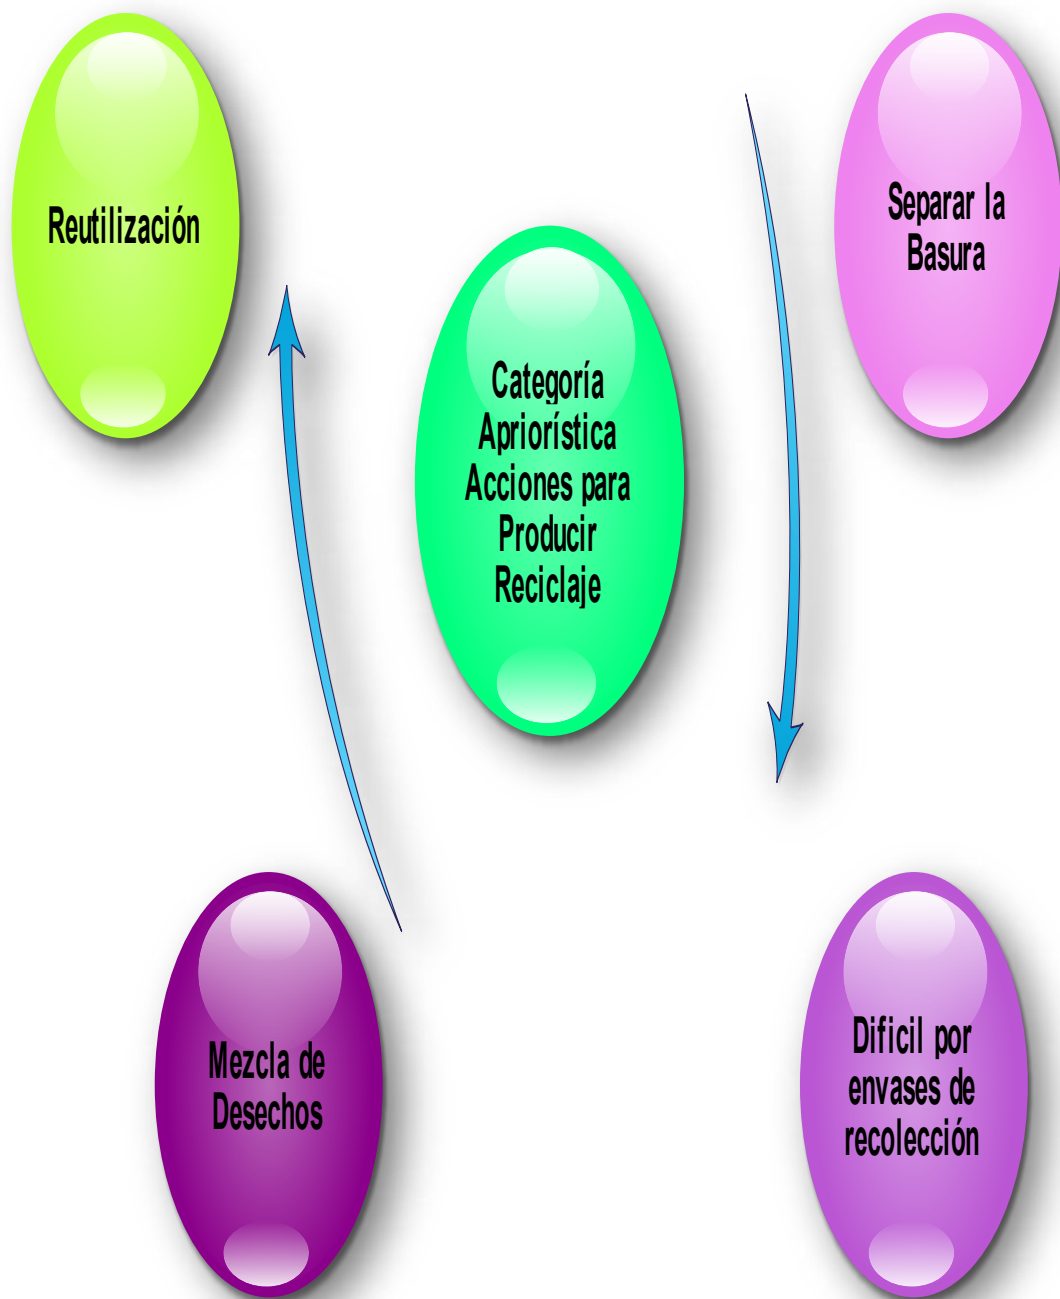 Reutilización
Separar la
Basura
Categoría
Apriorística
Acciones para
Producir
Reciclaje
Mezcla de
Desechos
Dificil por
envases de
recolección